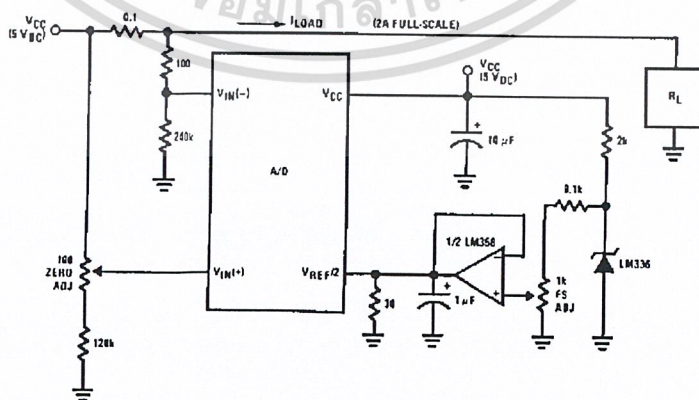 VCC
(5 VDC)
0.1
ILOAD
(2A FULL-SCALE)
100
VIN(-)
240k
A/D
VCC
VCC
(5 VDC)
10 µF
RL
2k
9.1k
1/2 LM358
LM336
100
ZERO
ADJ
VIN(+)
VREF/2
30
1 µF
1k
FS
ADJ
120k